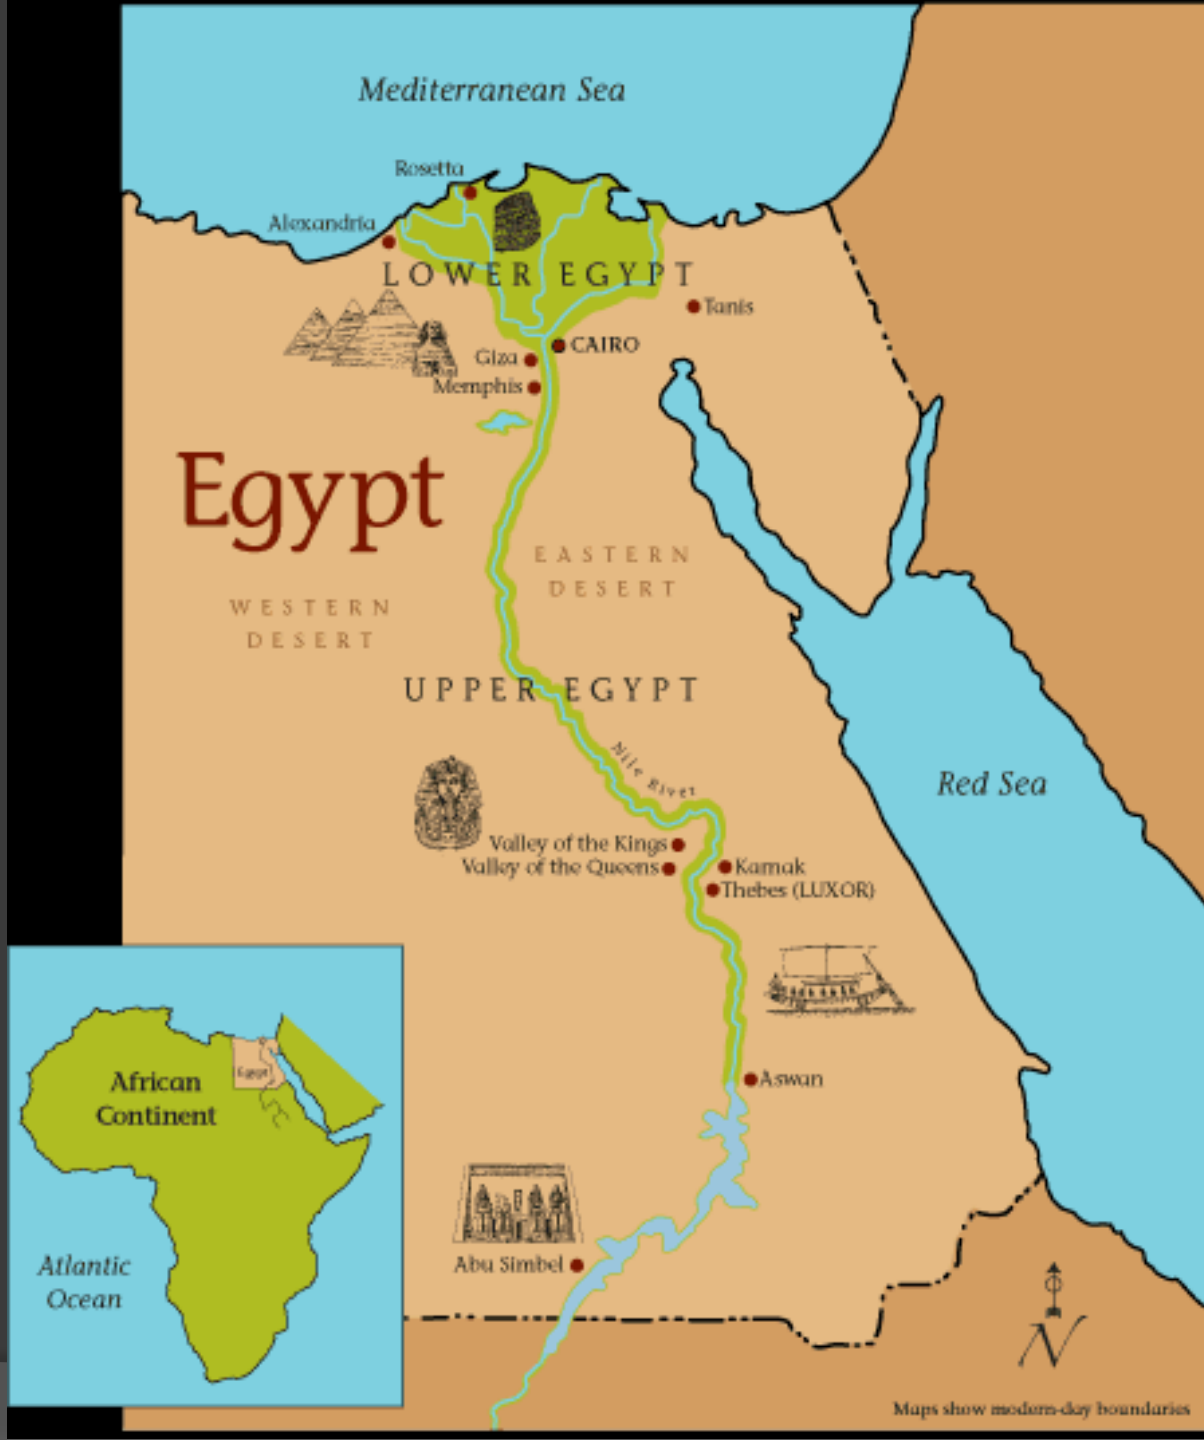 Mediterranean Sea
Rosetta
Alexandria
LOWER EGYPT
Tanis
CAIRO
Giza
Memphis
Egypt
EASTERN
DESERT
WESTERN
DESERT
UPPER EGYPT
Nile River
Red Sea
Valley of the Kings
Valley of the Queens
Karnak
Thebes (LUXOR)
Aswan
Egypt
African
Continent
Atlantic
Ocean
Abu Simbel
N
Maps show modern-day boundaries